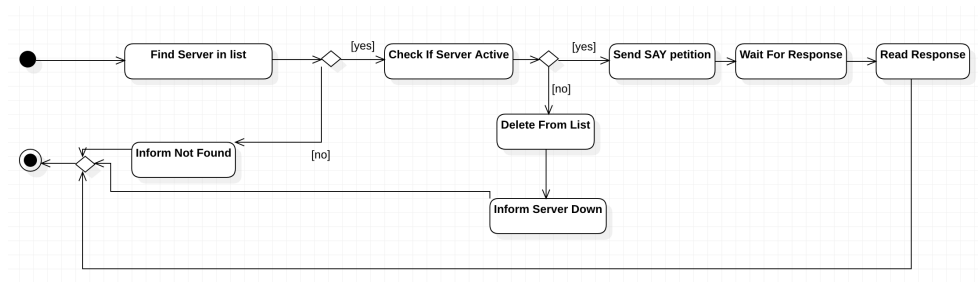 [yes]
[yes]
Find Server in list
Check If Server Active
Send SAY petition
Wait For Response
Read Response
[no]
Delete From List
[no]
Inform Not Found
Inform Server Down